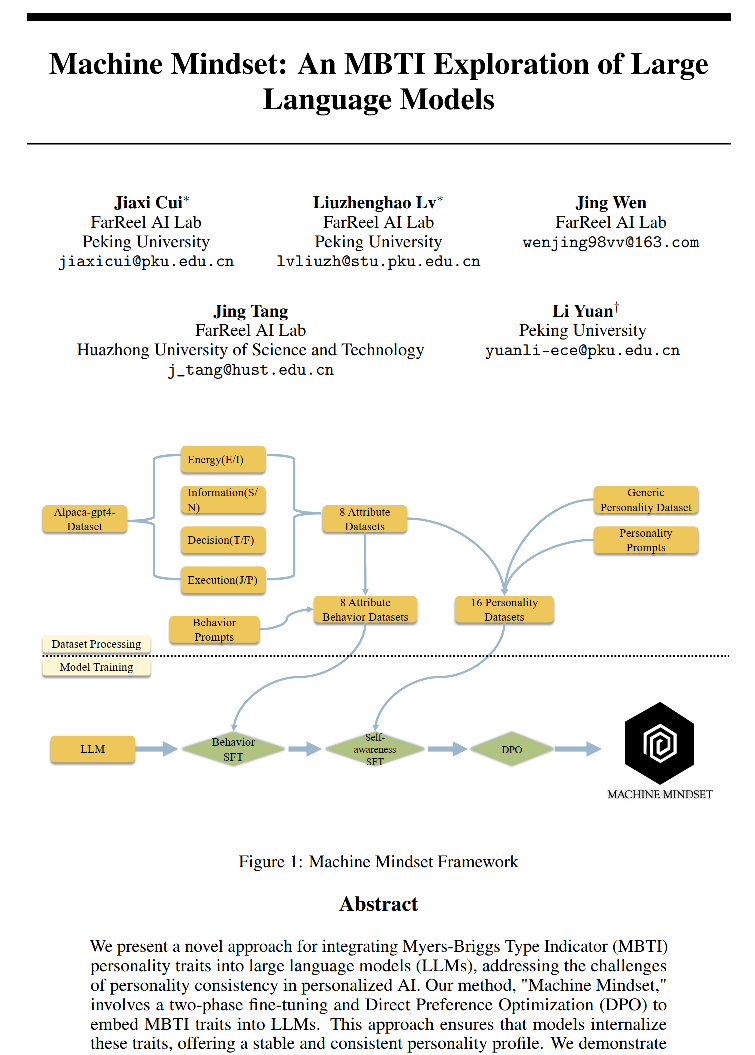 Machine Mindset: An MBTI Exploration of Large
Language Models
Jiaxi Cui*
FarReel AI Lab
Peking University
jiaxicui@pku.edu.cn
Liuzhenghao Lv*
FarReel AI Lab
Peking University
lvliuzh@stu.pku.edu.cn
Jing Wen
FarReel AI Lab
wenjing98vv@163.com
Jing Tang
FarReel AI Lab
Huazhong University of Science and Technology
j_tang@hust.edu.cn
Li Yuan†
Peking University
yuanli-ece@pku.edu.cn
Alpaca-gpt4-
Dataset
Energy(E/I)
Information(S/
N)
Decision(T/F)
Execution(J/P)
8 Attribute
Datasets
Generic
Personality Dataset
Personality
Prompts
Behavior
Prompts
8 Attribute
Behavior Datasets
16 Personality
Datasets
Dataset Processing
Model Training
LLM
Behavior
SFT
Self-
awareness
SFT
DPO
MACHINE MINDSET
Figure 1: Machine Mindset Framework
Abstract
We present a novel approach for integrating Myers-Briggs Type Indicator (MBTI)
personality traits into large language models (LLMs), addressing the challenges
of personality consistency in personalized AI. Our method, "Machine Mindset,"
involves a two-phase fine-tuning and Direct Preference Optimization (DPO) to
embed MBTI traits into LLMs. This approach ensures that models internalize
these traits, offering a stable and consistent personality profile. We demonstrate